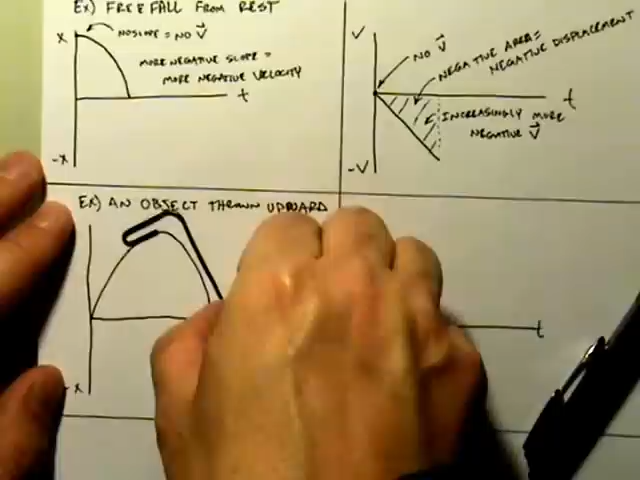 EX) FREE FALL FROM REST
X
NO SLOPE = NO V
MORE NEGATIVE SLOPE =
MORE NEGATIVE VELOCITY
t
-X
V
NO V
NEGATIVE AREA =
NEGATIVE DISPLACEMENT
t
INCREASINGLY MORE
NEGATIVE V
-V
EX) AN OBJECT THROWN UPWARD
t
X